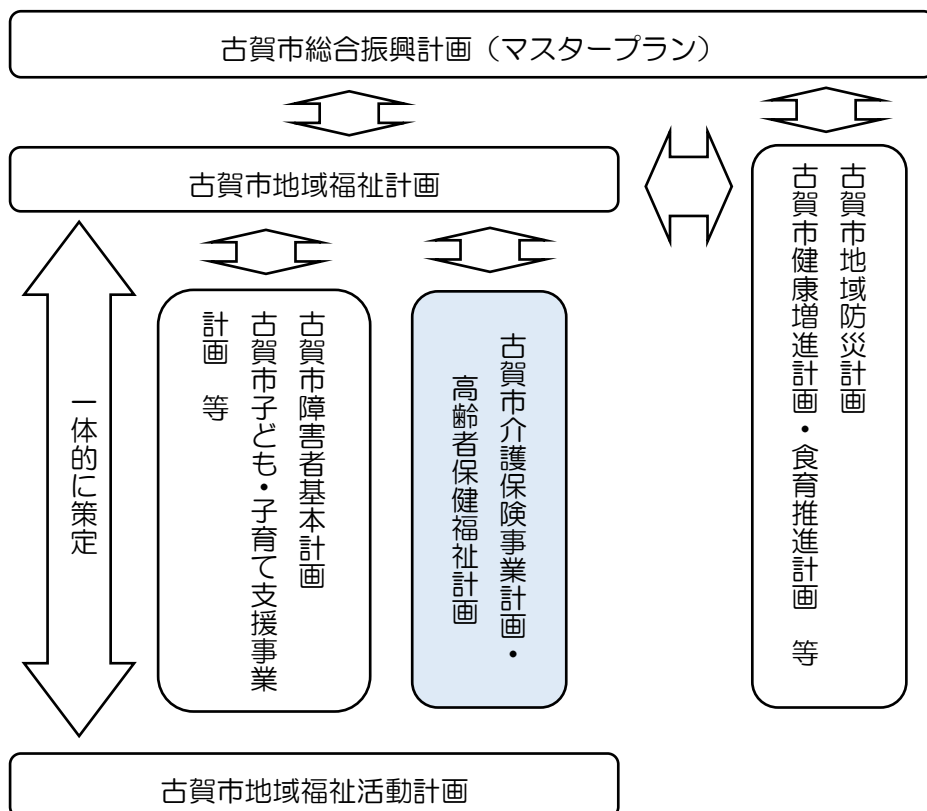 古賀市総合振興計画（マスタープラン）
古賀市地域福祉計画
一体的に策定
古賀市障害者基本計画
古賀市子ども・子育て支援事業
計画　等
古賀市介護保険事業計画・
高齢者保健福祉計画
古賀市地域防災計画
古賀市健康増進計画・食育推進計画　等
古賀市地域福祉活動計画